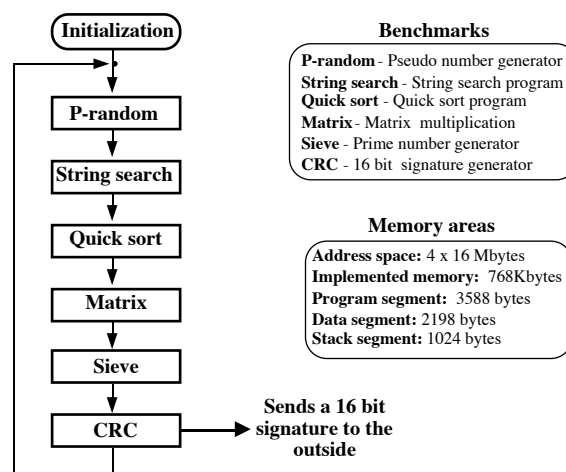 Initialization
P-random
String search
Quick sort
Matrix
Sieve
CRC
Sends a 16 bit
signature to the
outside
Benchmarks
P-random - Pseudo number generator
String search - String search program
Quick sort - Quick sort program
Matrix - Matrix multiplication
Sieve - Prime number generator
CRC - 16 bit signature generator
Memory areas
Address space: 4 x 16 Mbytes
Implemented memory: 768Kbytes
Program segment: 3588 bytes
Data segment: 2198 bytes
Stack segment: 1024 bytes